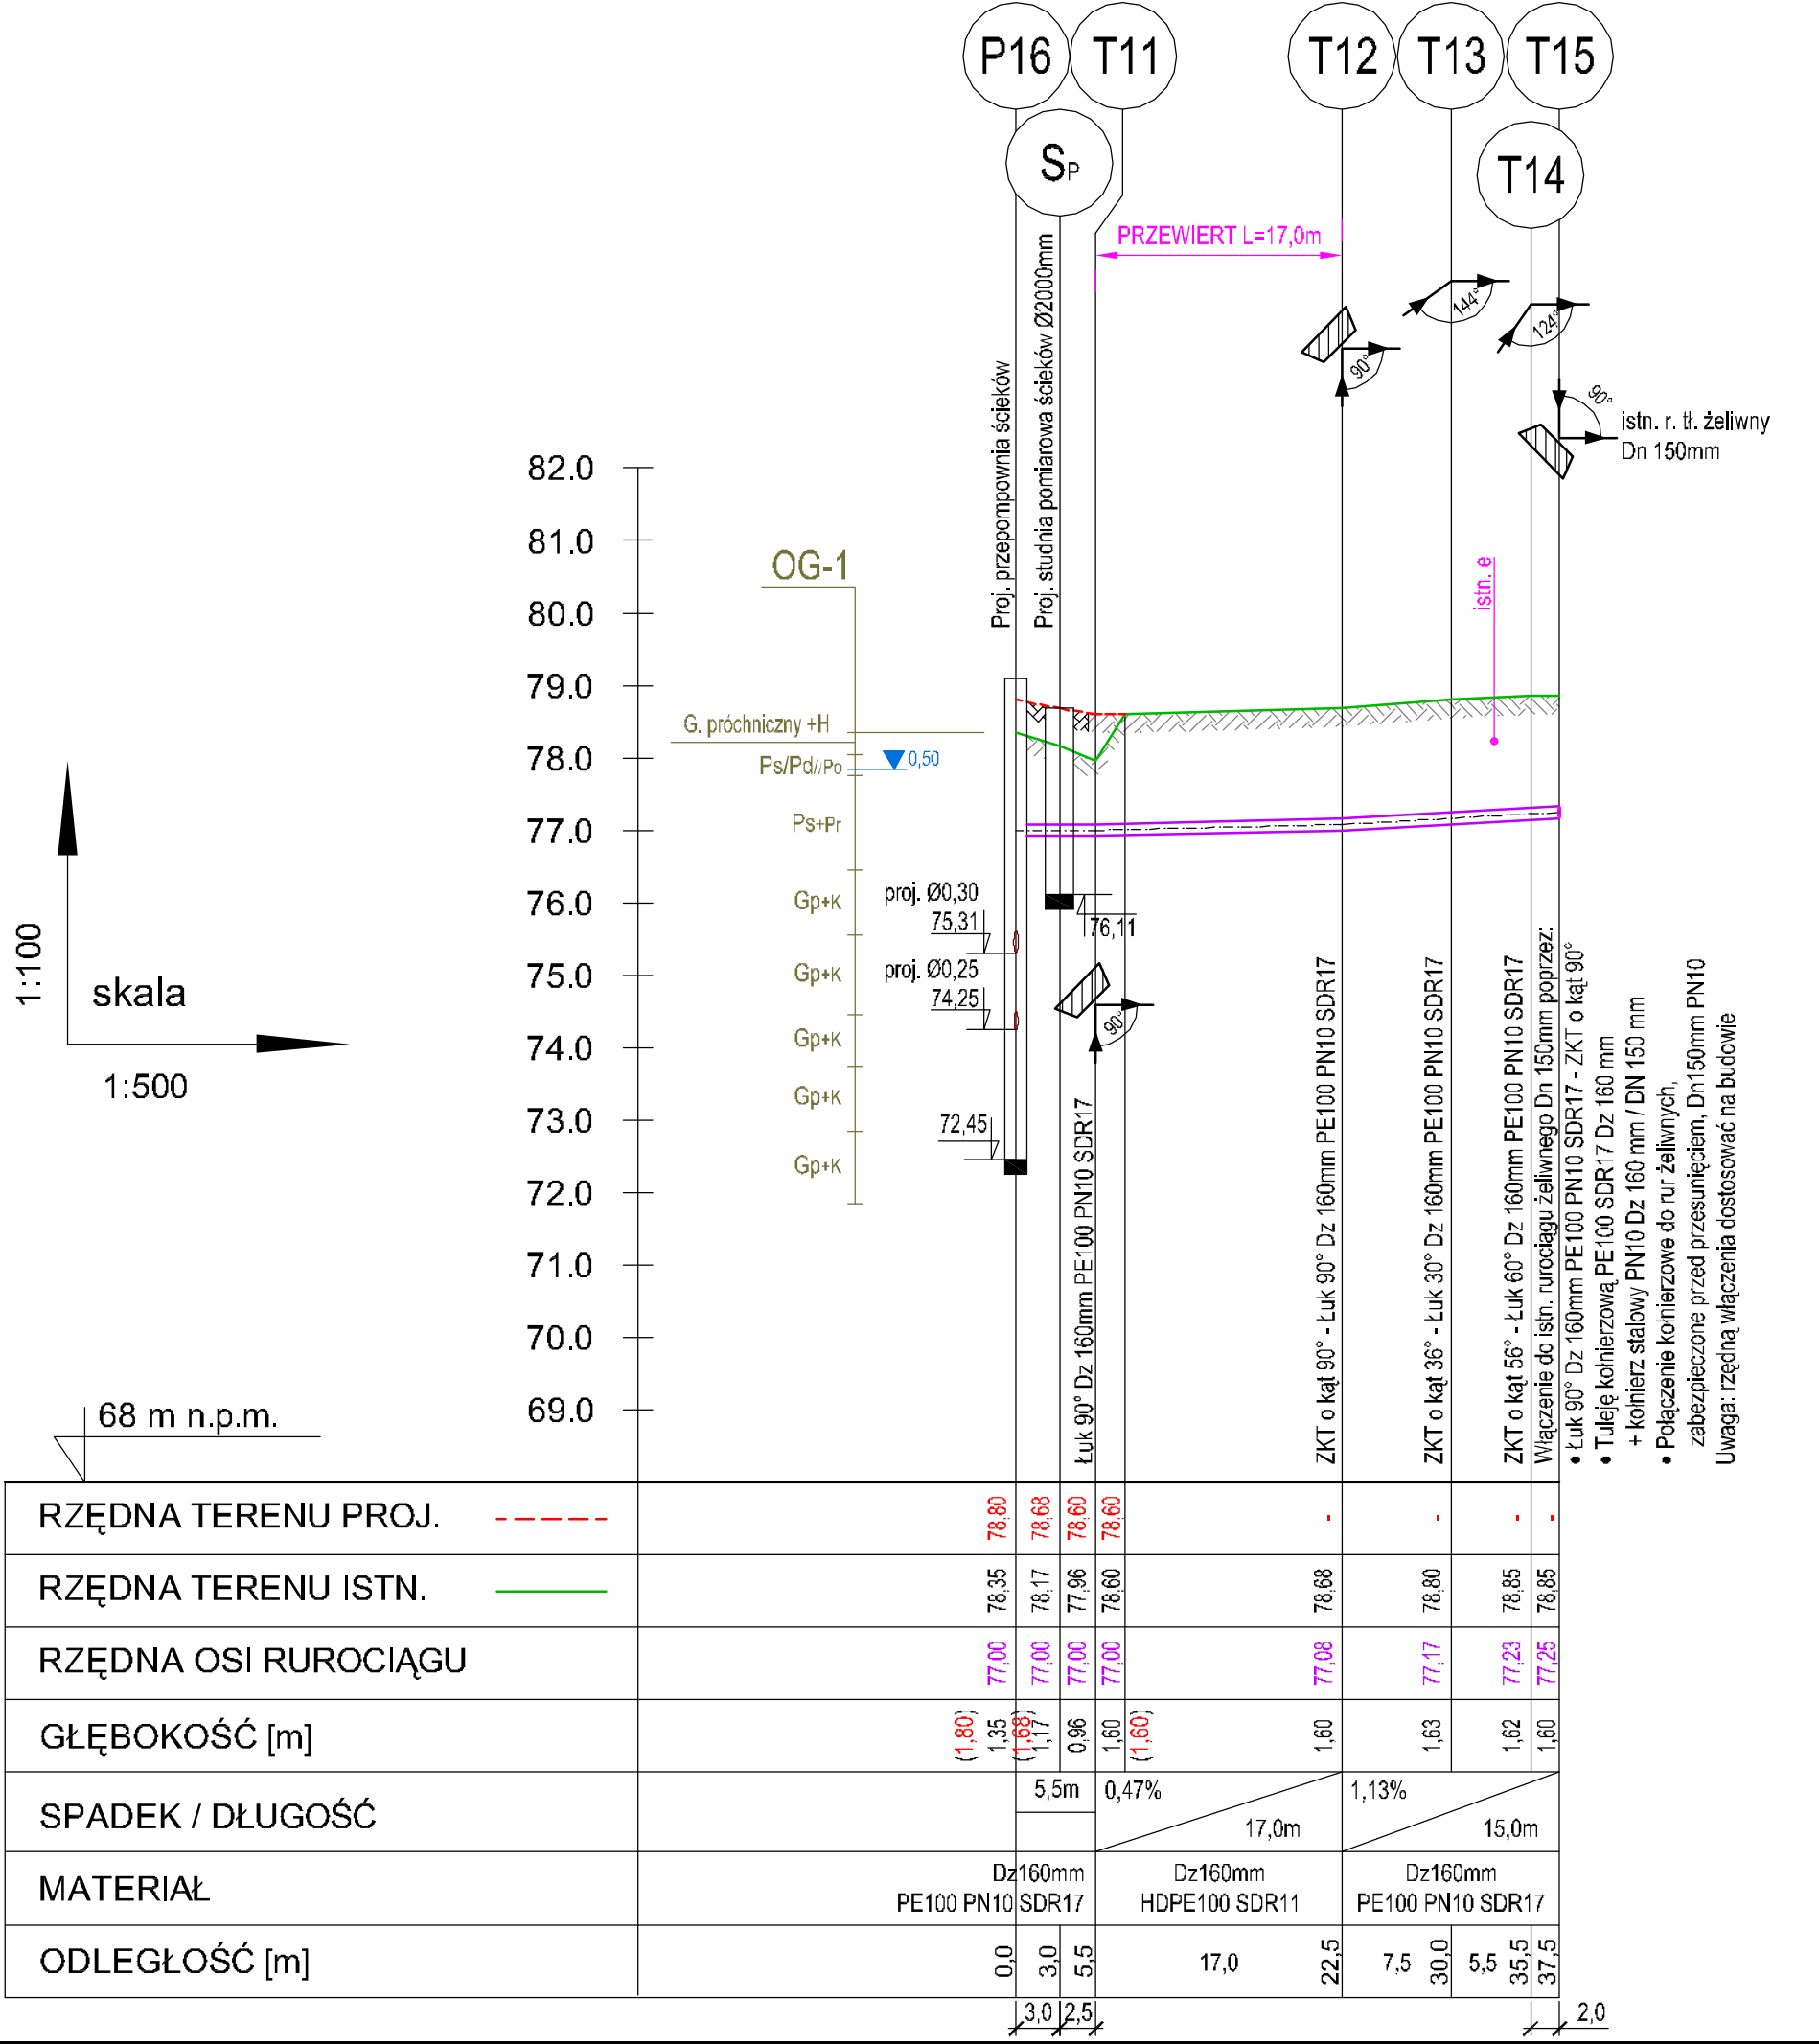 P16
T11
T12
T13
T15
SP
T14
PRZEWIERT L=17,0m
Proj. przepompownia ścieków
Proj. studnia pomiarowa ścieków Ø2000mm
90°
144°
124°
90°
istn. r. tł. żeliwny
Dn 150mm
istn. e
82.0
81.0
80.0
79.0
78.0
77.0
76.0
75.0
74.0
73.0
72.0
71.0
70.0
69.0
OG-1
G. próchniczny +H
Ps/Pd//Po
0,50
Ps+Pr
Gp+K
Gp+K
Gp+K
Gp+K
Gp+K
proj. Ø0,30
75,31
proj. Ø0,25
74,25
72,45
76,11
90°
1:100
skala
1:500
68 m n.p.m.
Łuk 90° Dz 160mm PE100 PN10 SDR17
ZKT o kąt 90° - Łuk 90° Dz 160mm PE100 PN10 SDR17
ZKT o kąt 36° - Łuk 30° Dz 160mm PE100 PN10 SDR17
ZKT o kąt 56° - Łuk 60° Dz 160mm PE100 PN10 SDR17
Włączenie do istn. rurociągu żeliwnego Dn 150mm poprzez:
• Łuk 90° Dz 160mm PE100 PN10 SDR17 - ZKT o kąt 90°
• Tuleję kołnierzową PE100 SDR17 Dz 160 mm
+ kołnierz stalowy PN10 Dz 160 mm / DN 150 mm
• Połączenie kołnierzowe do rur żeliwnych,
zabezpieczone przed przesunięciem, Dn150mm PN10
Uwaga: rzędną włączenia dostosować na budowie
RZĘDNA TERENU PROJ.
78,80
78,68
78,60
78,60
-
-
-
-
RZĘDNA TERENU ISTN.
78,35
78,17
77,96
78,60
78,68
78,80
78,85
78,85
RZĘDNA OSI RUROCIĄGU
77,00
77,00
77,00
77,00
77,08
77,17
77,23
77,25
GŁĘBOKOŚĆ [m]
(1,80)
1,35
(1,68)
1,17
0,96
1,60
(1,60)
1,60
1,63
1,62
1,60
SPADEK / DŁUGOŚĆ
5,5m
0,47%
17,0m
1,13%
15,0m
MATERIAŁ
Dz160mm
PE100 PN10 SDR17
Dz160mm
HDPE100 SDR11
Dz160mm
PE100 PN10 SDR17
ODLEGŁOŚĆ [m]
0,0
3,0
5,5
17,0
22,5
7,5
30,0
5,5
35,5
37,5
3,0
2,5
2,0